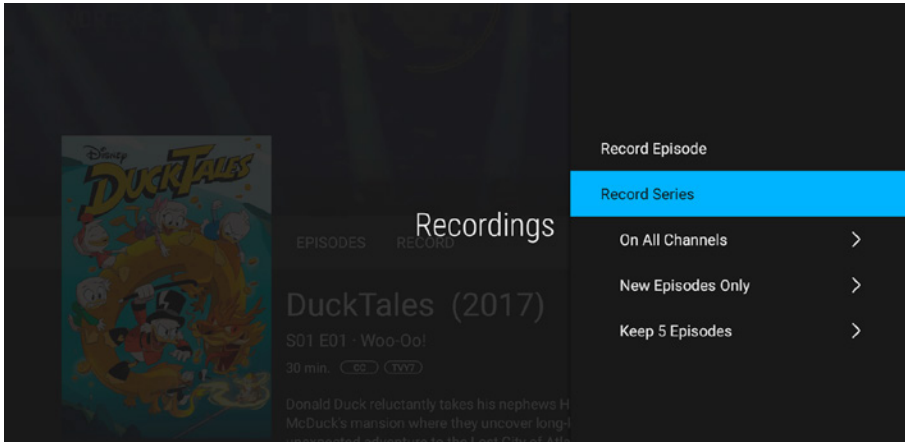 Disney
DUCKTALES
EPISODES RECORD
Recordings
DuckTales (2017)
S01 E01 · Woo-Oo!
30 min. CC TVY7
Donald Duck reluctantly takes his nephews H
McDuck's mansion where they uncover long-l
Record Episode
Record Series
On All Channels
New Episodes Only
Keep 5 Episodes